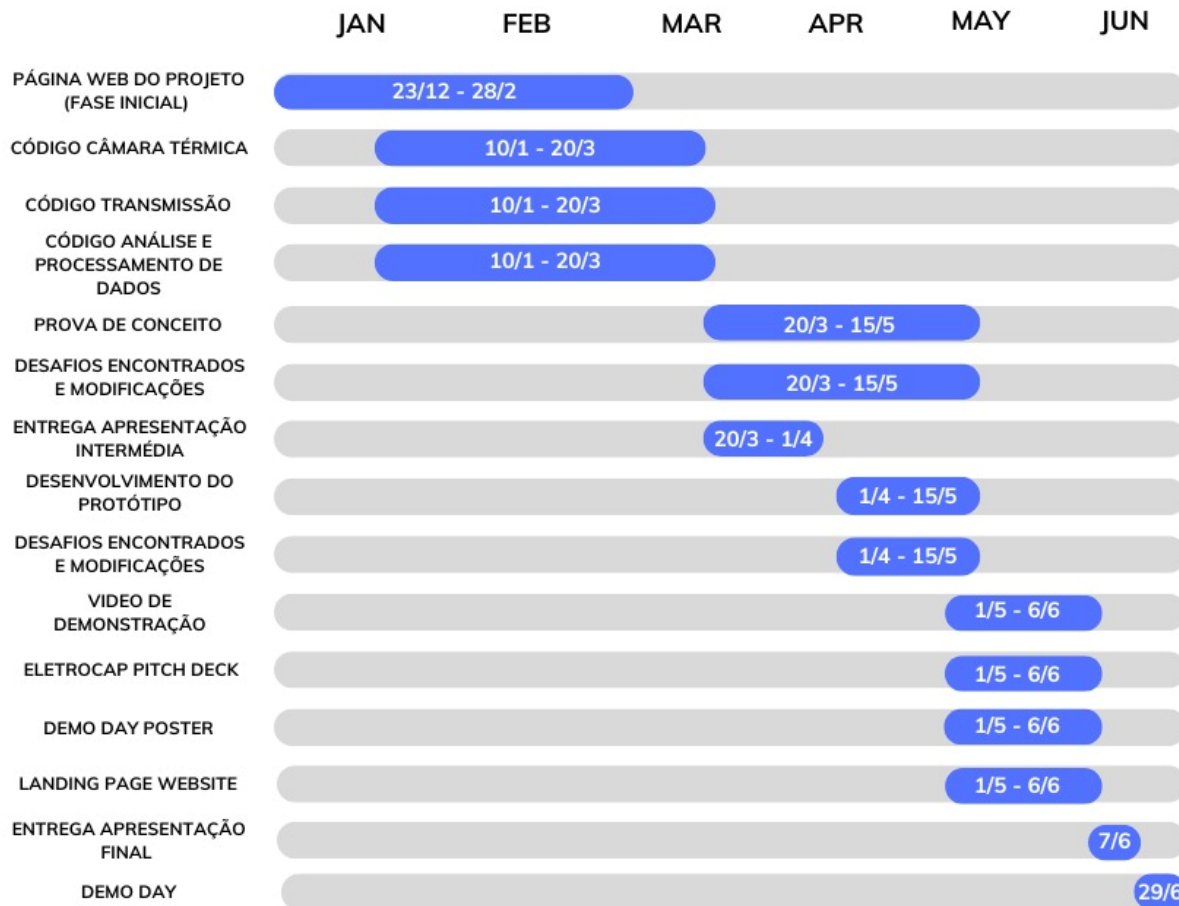 JAN FEB MAR APR MAY JUN
PÁGINA WEB DO PROJETO
(FASE INICIAL)
23/12 - 28/2
CÓDIGO CÂMARA TÉRMICA
10/1 - 20/3
CÓDIGO TRANSMISSÃO
10/1 - 20/3
CÓDIGO ANÁLISE E
PROCESSAMENTO DE
DADOS
10/1 - 20/3
PROVA DE CONCEITO
20/3 - 15/5
DESAFIOS ENCONTRADOS
E MODIFICAÇÕES
20/3 - 15/5
ENTREGA APRESENTAÇÃO
INTERMÉDIA
20/3 - 1/4
DESENVOLVIMENTO DO
PROTÓTIPO
1/4 - 15/5
DESAFIOS ENCONTRADOS
E MODIFICAÇÕES
1/4 - 15/5
VIDEO DE
DEMONSTRAÇÃO
1/5 - 6/6
ELETROCAP PITCH DECK
1/5 - 6/6
DEMO DAY POSTER
1/5 - 6/6
LANDING PAGE WEBSITE
1/5 - 6/6
ENTREGA APRESENTAÇÃO
FINAL
7/6
DEMO DAY
29/6